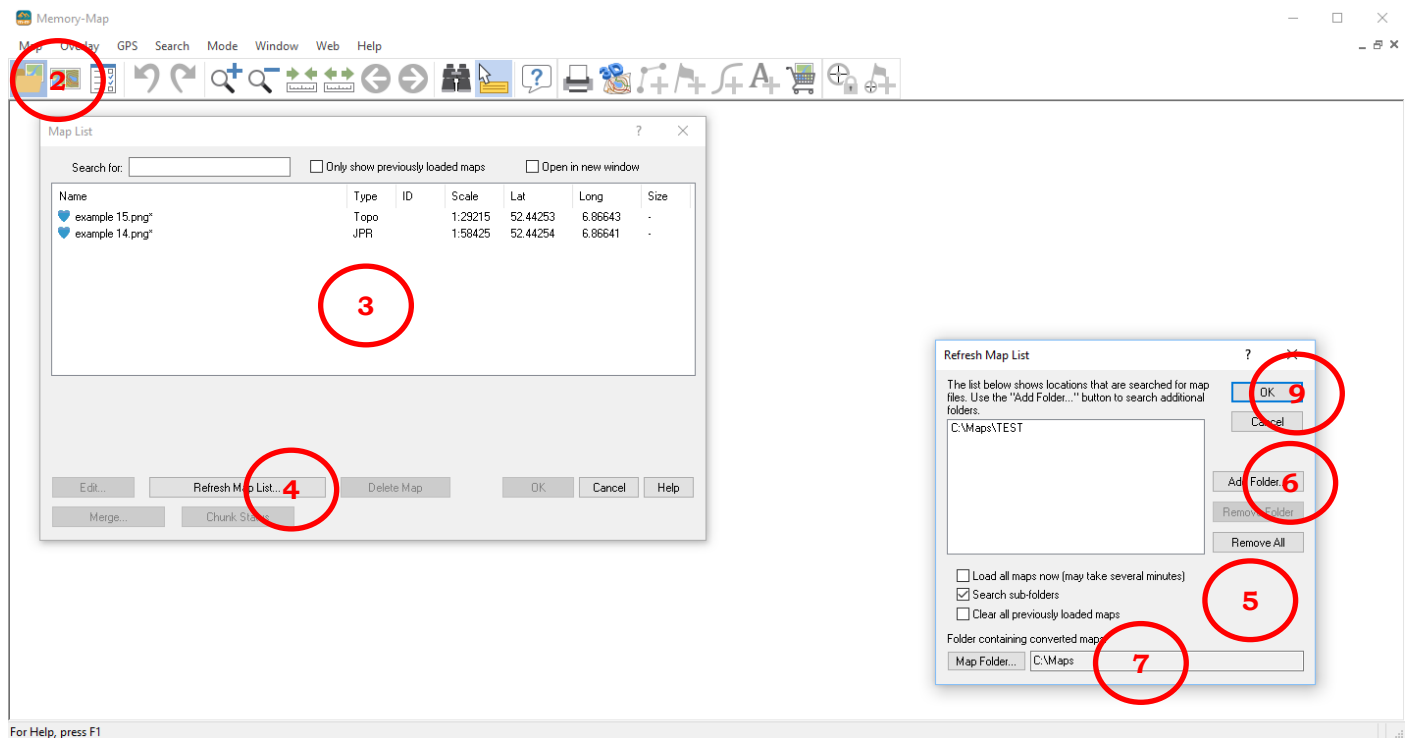 Memory-Map
Map Overlay GPS Search Mode Window Web Help
2
3D
?
A
Map List ?
Search for: Only show previously loaded maps Open in new window
Name Type ID Scale Lat Long Size
example 15.png* Topo 1:29215 52.44253 6.86643 -
example 14.png* JPR 1:58425 52.44254 6.86641 -
3
Edit... Refresh Map List... Delete Map OK Cancel Help
4
Merge... Chunk Status
Refresh Map List ?
The list below shows locations that are searched for map
files. Use the "Add Folder..." button to search additional
folders.
OK
9
Cancel
C:\Maps\TEST
Add Folder...
6
Remove Folder
Remove All
Load all maps now (may take several minutes)
Search sub-folders
Clear all previously loaded maps
5
Folder containing converted maps
Map Folder... C:\Maps
7
For Help, press F1